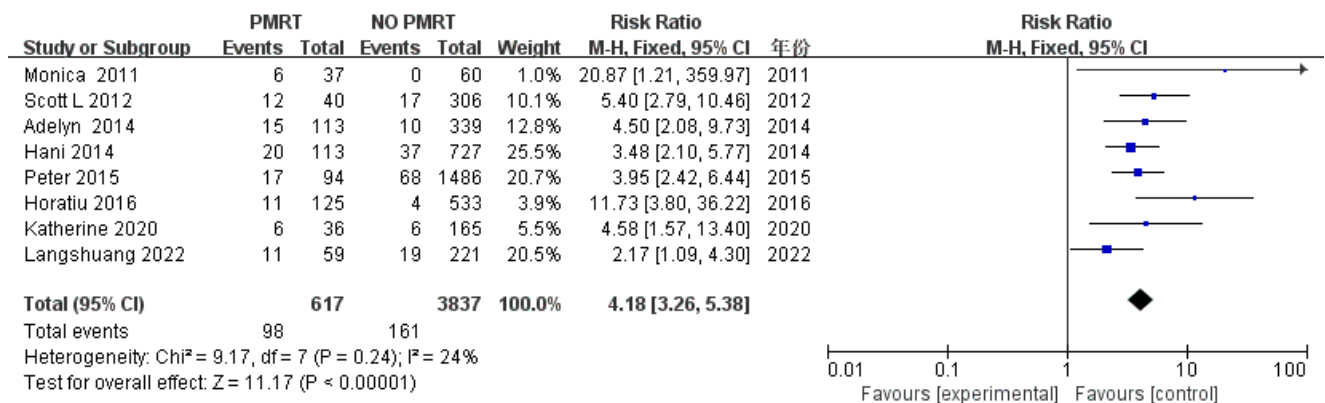 PMRT NO PMRT Risk Ratio Risk Ratio
Study or Subgroup Events Total Events Total Weight M-H, Fixed, 95% CI 年份 M-H, Fixed, 95% CI
Monica 2011 6 37 0 60 1.0% 20.87 [1.21, 359.97] 2011
Scott L 2012 12 40 17 306 10.1% 5.40 [2.79, 10.46] 2012
Adelyn 2014 15 113 10 339 12.8% 4.50 [2.08, 9.73] 2014
Hani 2014 20 113 37 727 25.5% 3.48 [2.10, 5.77] 2014
Peter 2015 17 94 68 1486 20.7% 3.95 [2.42, 6.44] 2015
Horatiu 2016 11 125 4 533 3.9% 11.73 [3.80, 36.22] 2016
Katherine 2020 6 36 6 165 5.5% 4.58 [1.57, 13.40] 2020
Langshuang 2022 11 59 19 221 20.5% 2.17 [1.09, 4.30] 2022
Total (95% CI) 617 3837 100.0% 4.18 [3.26, 5.38]
Total events 98 161
Heterogeneity: Chi² = 9.17, df = 7 (P = 0.24); I² = 24%
Test for overall effect: Z = 11.17 (P < 0.00001)
0.01 0.1 1 10 100
Favours [experimental] Favours [control]